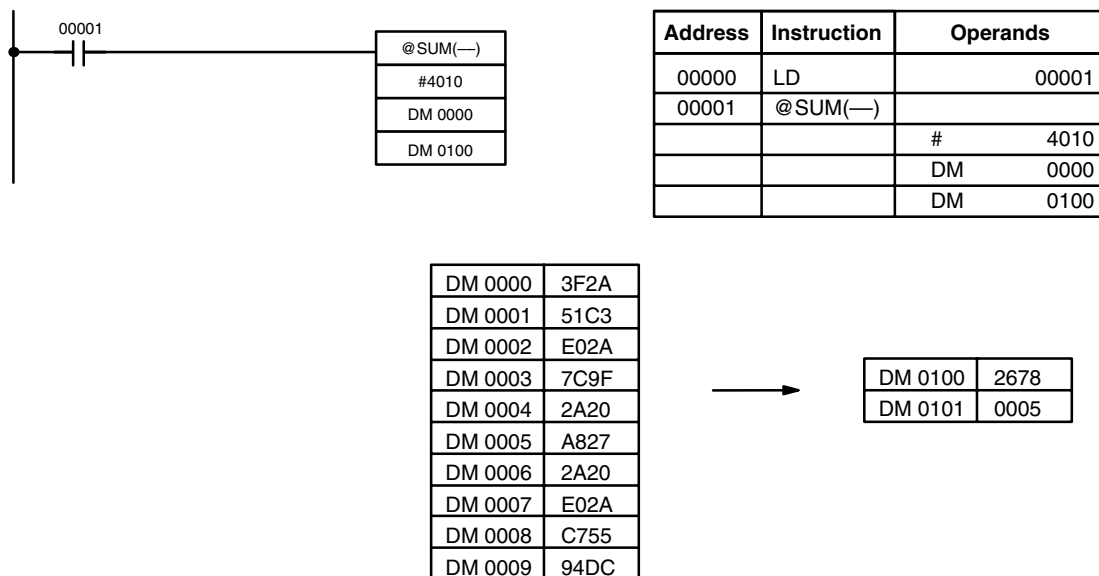 00001
@SUM(—)
#4010
DM 0000
DM 0100
Address Instruction Operands
00000 LD 00001
00001 @SUM(—)
# 4010
DM 0000
DM 0100
DM 0000 3F2A
DM 0001 51C3
DM 0002 E02A
DM 0003 7C9F
DM 0004 2A20
DM 0005 A827
DM 0006 2A20
DM 0007 E02A
DM 0008 C755
DM 0009 94DC
DM 0100 2678
DM 0101 0005